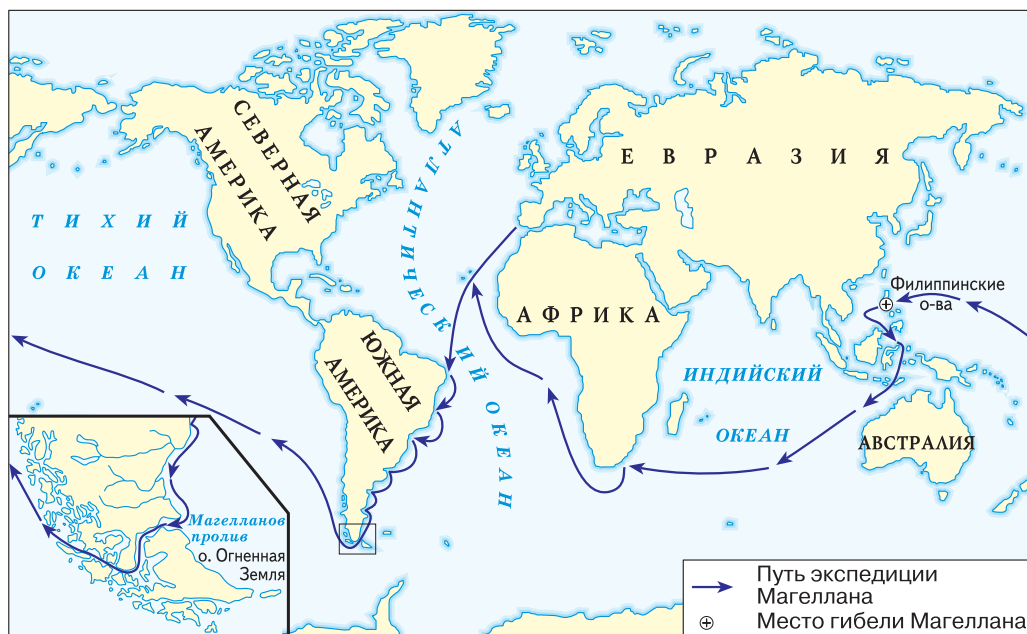 СЕВЕРНАЯ
АМЕРИКА
АТЛАНТИЧЕСКИЙ ОКЕАН
ЕВРАЗИЯ
ТИХИЙ
ОКЕАН
Филиппинские
о-ва
АФРИКА
ЮЖНАЯ
АМЕРИКА
ИНДИЙСКИЙ
ОКЕАН
АВСТРАЛИЯ
Магелланов
пролив
о. Огненная
Земля
Путь экспедиции
Магеллана
Место гибели Магеллана